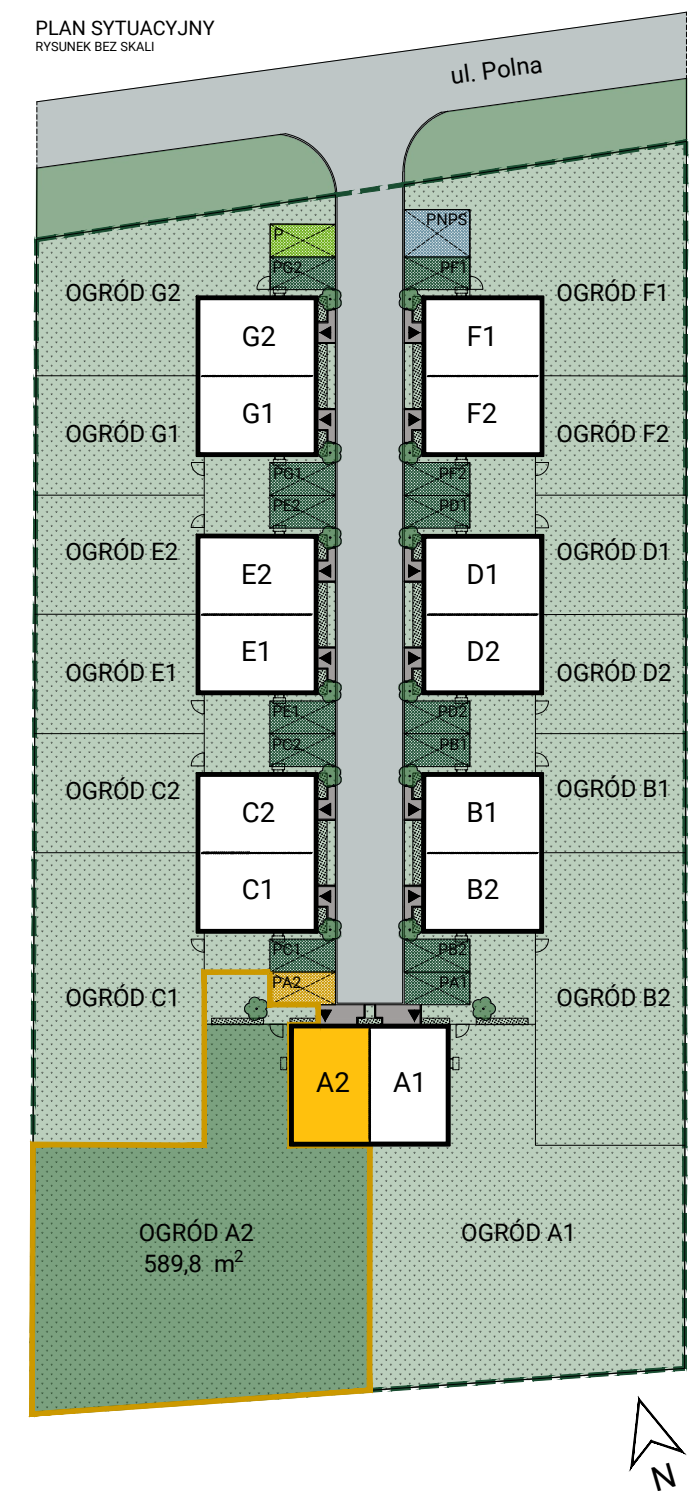 PLAN SYTUACYJNY
RYSUNEK BEZ SKALI
ul. Polna
P
PNPS
PG2
PF1
OGRÓD G2
OGRÓD F1
G2
F1
G1
F2
OGRÓD G1
OGRÓD F2
PG1
PF2
PE2
PD1
OGRÓD E2
OGRÓD D1
E2
D1
E1
D2
OGRÓD E1
OGRÓD D2
PE1
PD2
PC2
PB1
OGRÓD C2
OGRÓD B1
C2
B1
C1
B2
PC1
PB2
PA2
PA1
OGRÓD C1
OGRÓD B2
A2
A1
OGRÓD A2
589,8 m²
OGRÓD A1
N